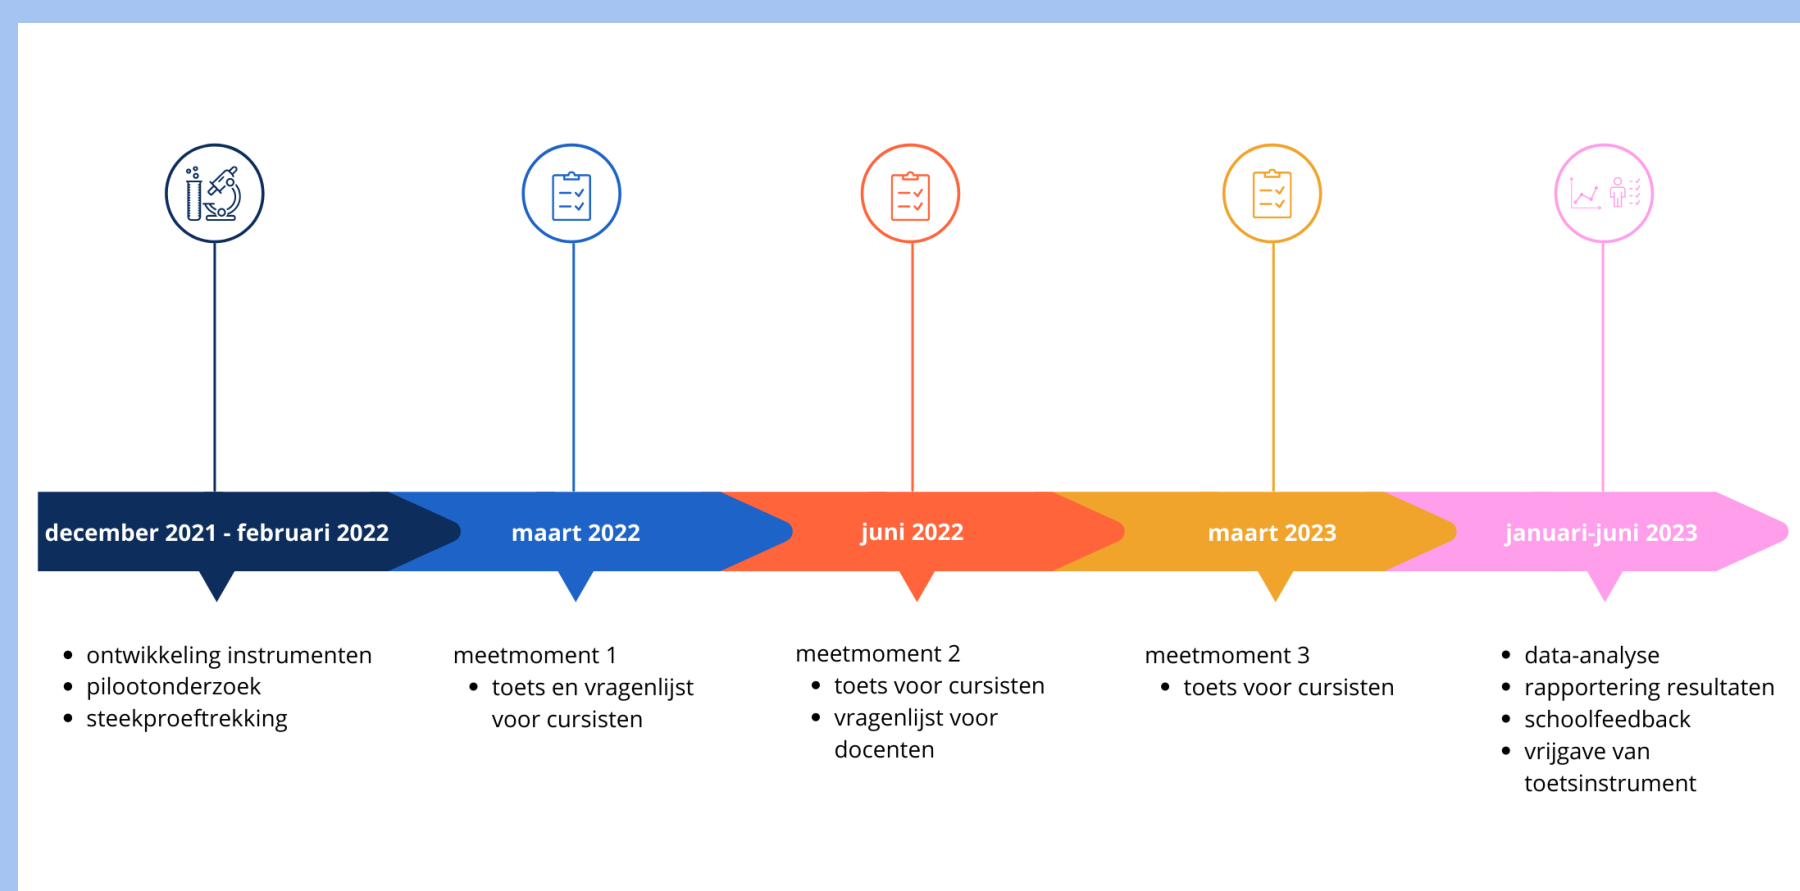 december 2021 - februari 2022
maart 2022
juni 2022
maart 2023
januari-juni 2023
ontwikkeling instrumenten
pilootonderzoek
steekproeftrekking
meetmoment 1
toets en vragenlijst
voor cursisten
meetmoment 2
toets voor cursisten
vragenlijst voor
docenten
meetmoment 3
toets voor cursisten
data-analyse
rapportering resultaten
schoolfeedback
vrijgave van
toetsinstrument